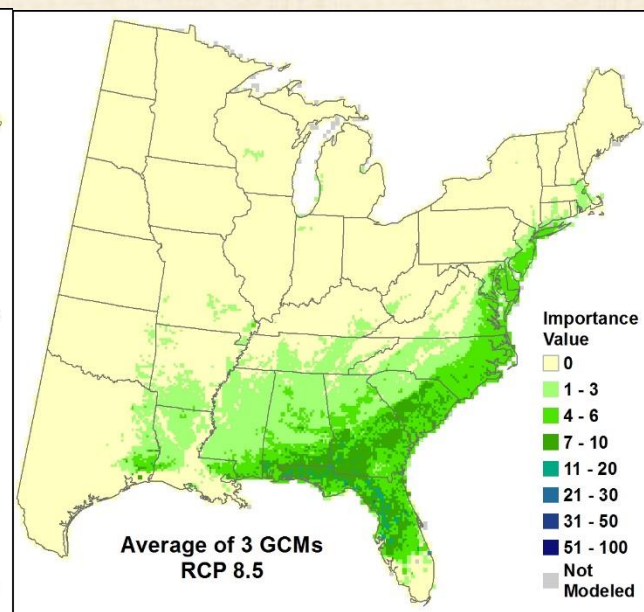 Importance
Value
0
1 - 3
4 - 6
7 - 10
11 - 20
21 - 30
31 - 50
51 - 100
Not
Modeled
Average of 3 GCMs
RCP 8.5